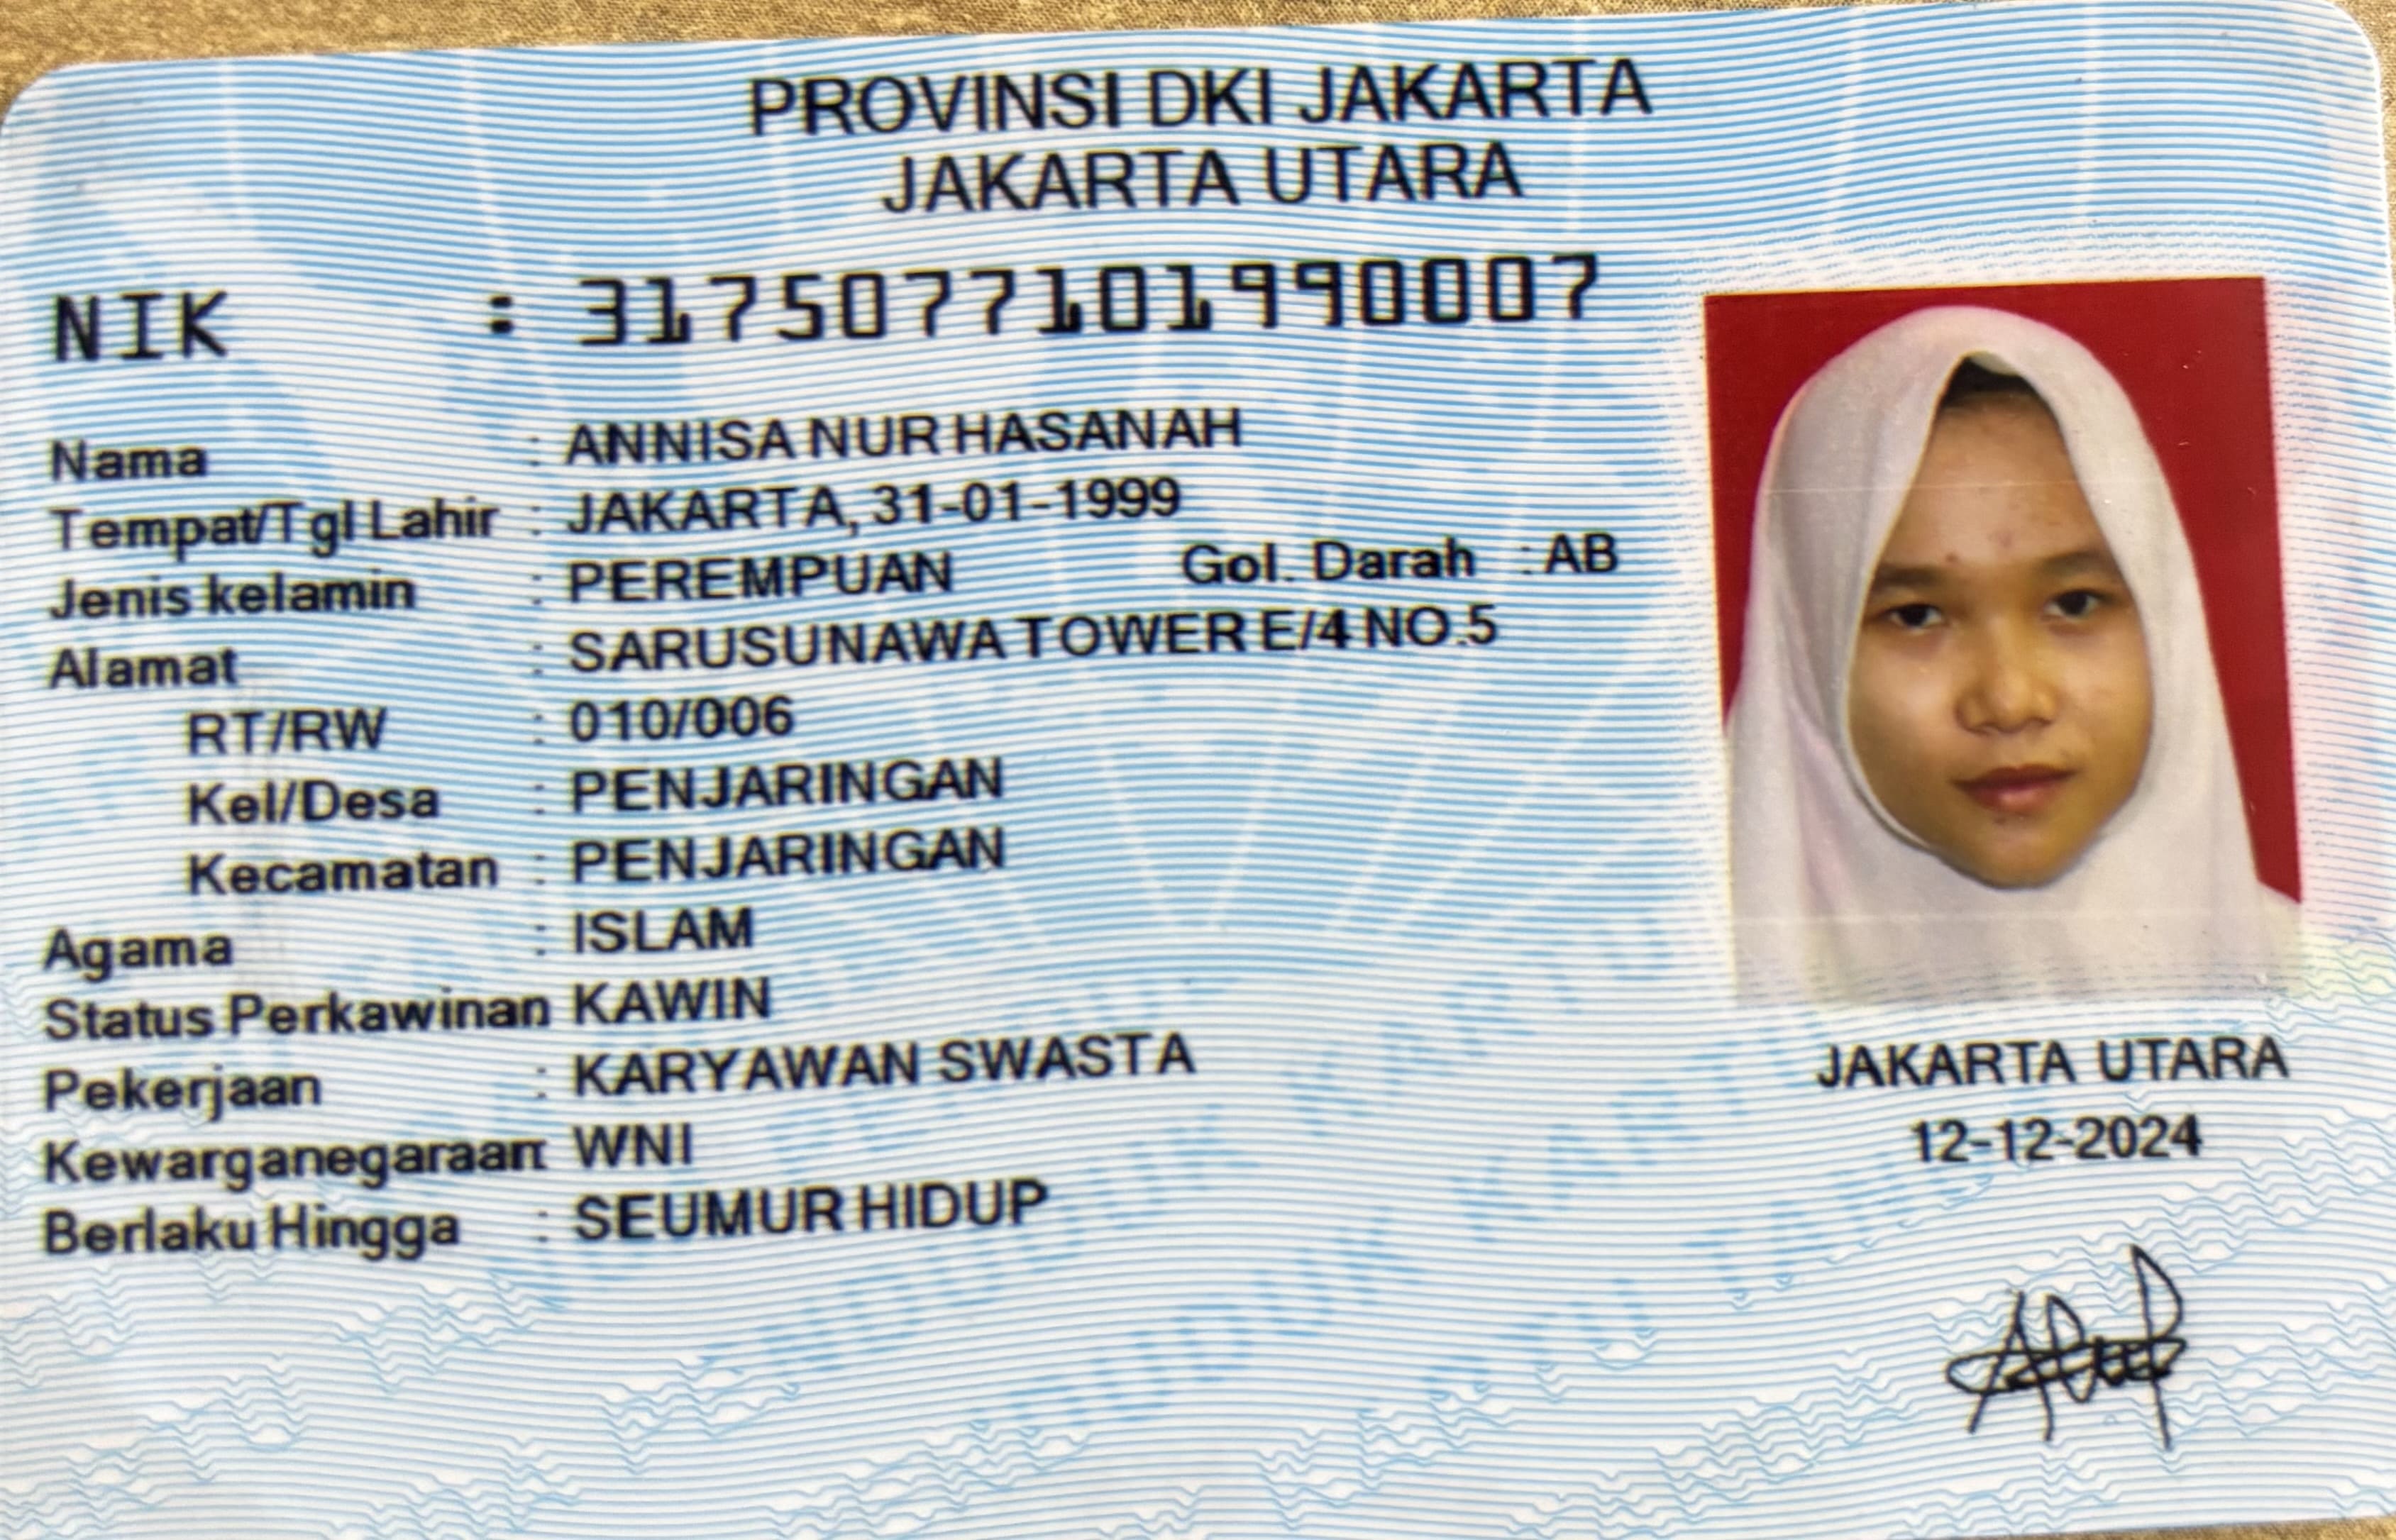 PROVINSI DKI JAKARTA
JAKARTA UTARA
NIK : 3175077101990007
Nama : ANNISA NUR HASANAH
Tempat/Tgl Lahir : JAKARTA, 31-01-1999
Jenis kelamin : PEREMPUAN Gol. Darah : AB
Alamat : SARUSUNAWA TOWER E/4 NO.5
RT/RW : 010/006
Kel/Desa : PENJARINGAN
Kecamatan : PENJARINGAN
Agama : ISLAM
Status Perkawinan KAWIN
Pekerjaan : KARYAWAN SWASTA
Kewarganegaraan: WNI
Berlaku Hingga : SEUMUR HIDUP
JAKARTA UTARA
12-12-2024